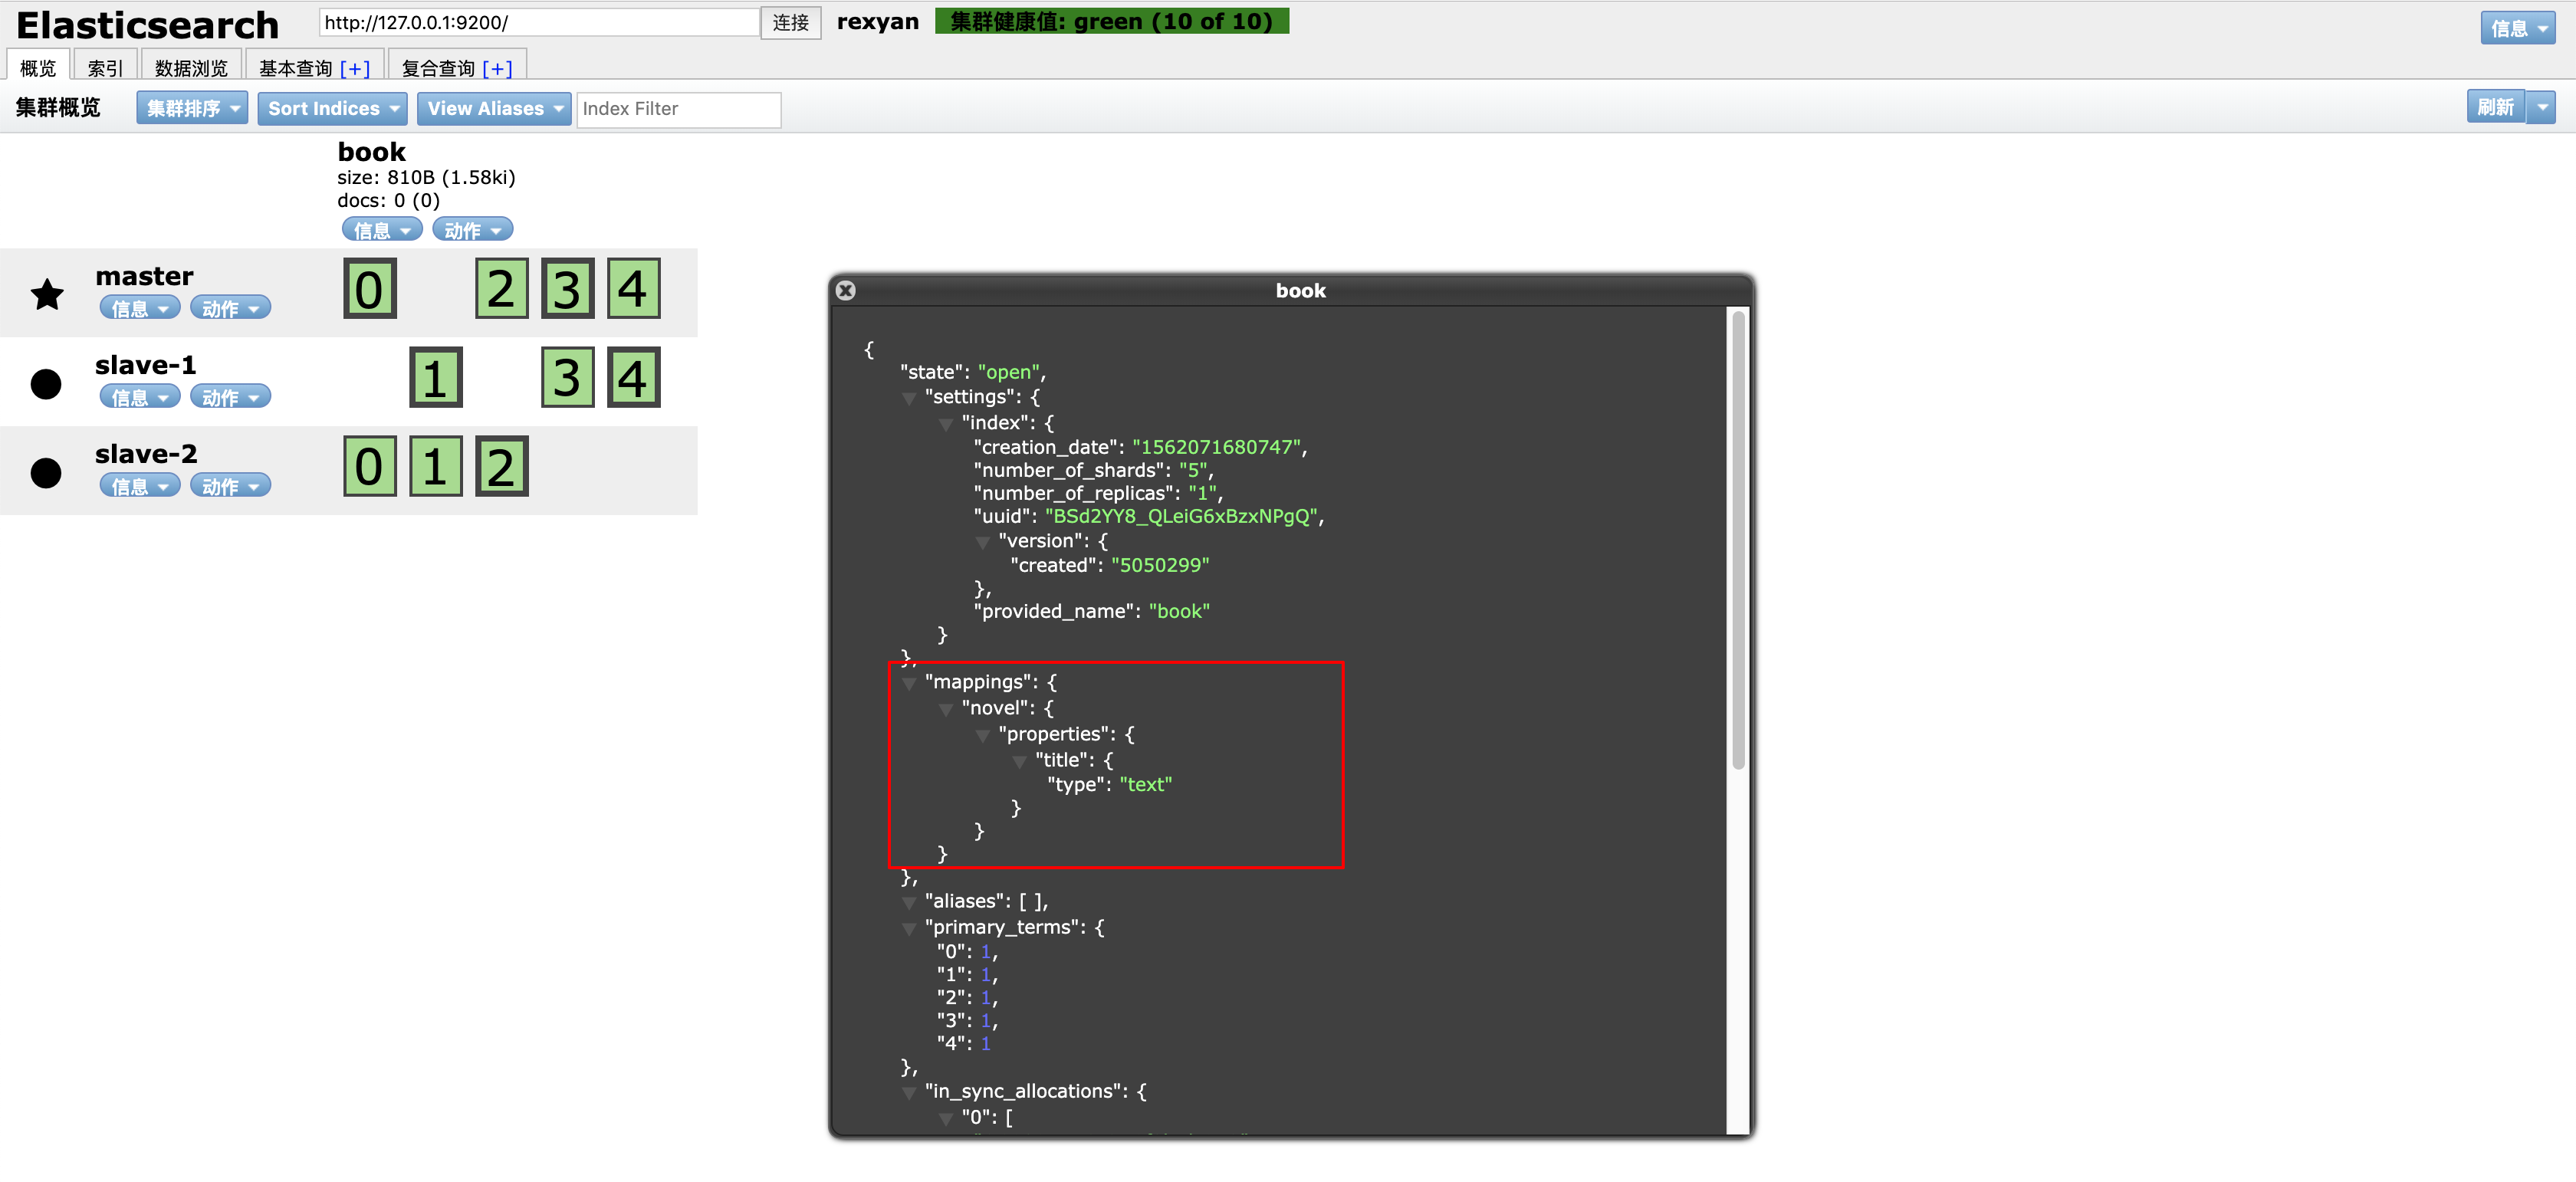 Elasticsearch http://127.0.0.1:9200/ 连接 rexyan 集群健康值: green (10 of 10) 信息
概览 索引 数据浏览 基本查询 [+] 复合查询 [+]
集群概览 集群排序 Sort Indices View Aliases Index Filter 刷新
book
size: 810B (1.58ki)
docs: 0 (0)
信息 动作
master
信息 动作
0 2 3 4
slave-1
信息 动作
1 3 4
slave-2
信息 动作
0 1 2
book
{
"state": "open",
"settings": {
"index": {
"creation_date": "1562071680747",
"number_of_shards": "5",
"number_of_replicas": "1",
"uuid": "BSd2YY8_QLeiG6xBzxNPgQ",
"version": {
"created": "5050299"
},
"provided_name": "book"
}
},
"mappings": {
"novel": {
"properties": {
"title": {
"type": "text"
}
}
}
},
"aliases": [ ],
"primary_terms": {
"0": 1,
"1": 1,
"2": 1,
"3": 1,
"4": 1
},
"in_sync_allocations": {
"0": [